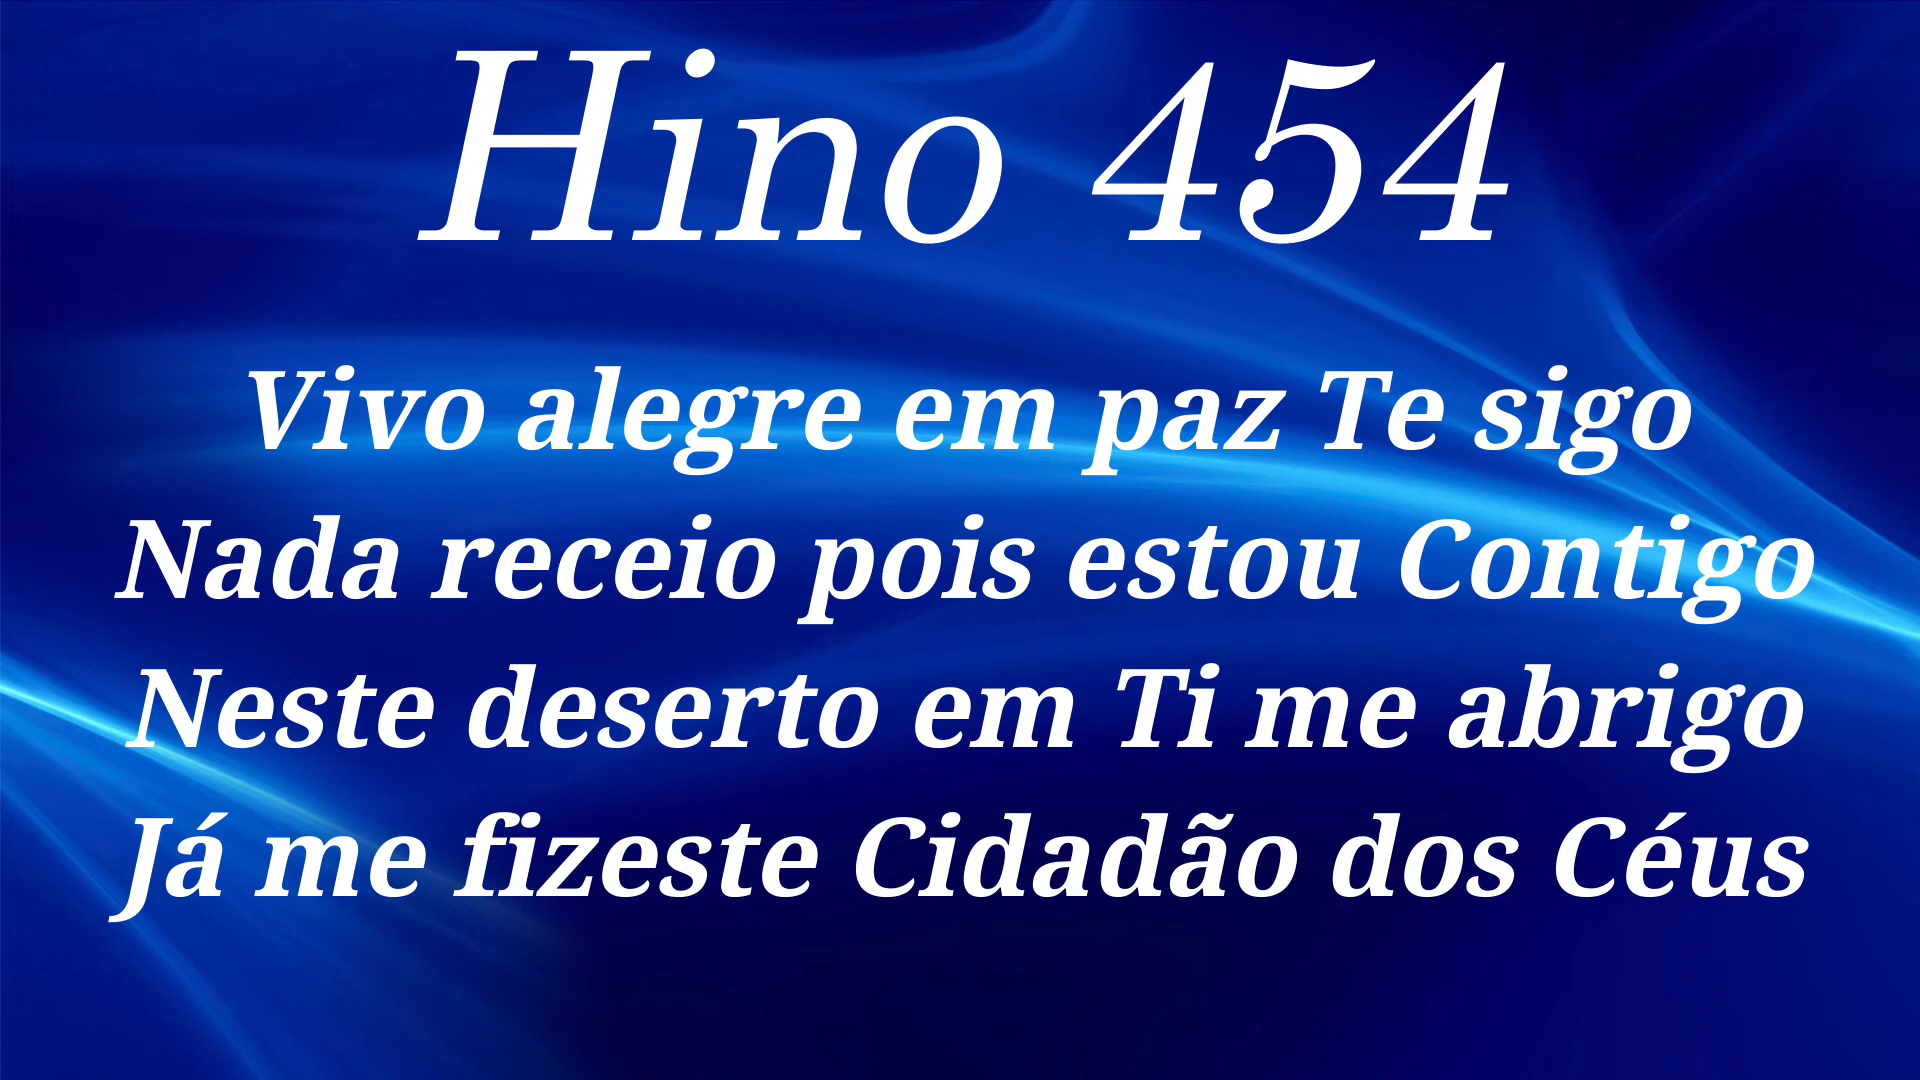 Hino 454
Vivo alegre em paz Te sigo
Nada receio pois estou Contigo
Neste deserto em Ti me abrigo
Já me fizeste Cidadão dos Céus